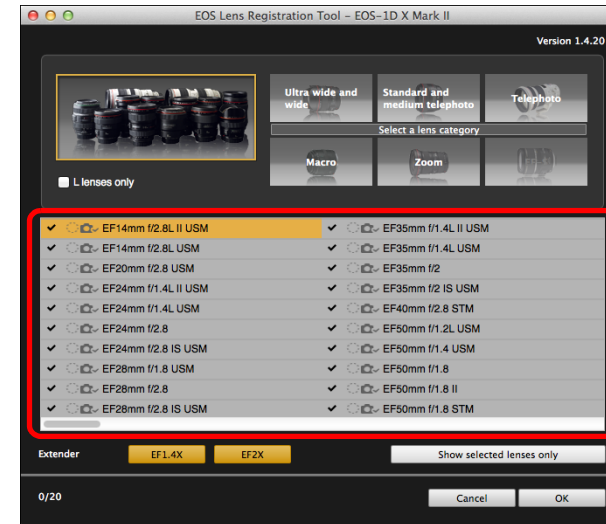 EOS Lens Registration Tool – EOS-1D X Mark II
Version 1.4.20
Ultra wide and
wide
Standard and
medium telephoto
Telephoto
Select a lens category
Macro
Zoom
L lenses only
EF14mm f/2.8L II USM
EF14mm f/2.8L USM
EF20mm f/2.8 USM
EF24mm f/1.4L II USM
EF24mm f/1.4L USM
EF24mm f/2.8
EF24mm f/2.8 IS USM
EF28mm f/1.8 USM
EF28mm f/2.8
EF28mm f/2.8 IS USM
EF35mm f/1.4L II USM
EF35mm f/1.4L USM
EF35mm f/2
EF35mm f/2 IS USM
EF40mm f/2.8 STM
EF50mm f/1.2L USM
EF50mm f/1.4 USM
EF50mm f/1.8
EF50mm f/1.8 II
EF50mm f/1.8 STM
Extender
EF1.4X
EF2X
Show selected lenses only
0/20
Cancel
OK